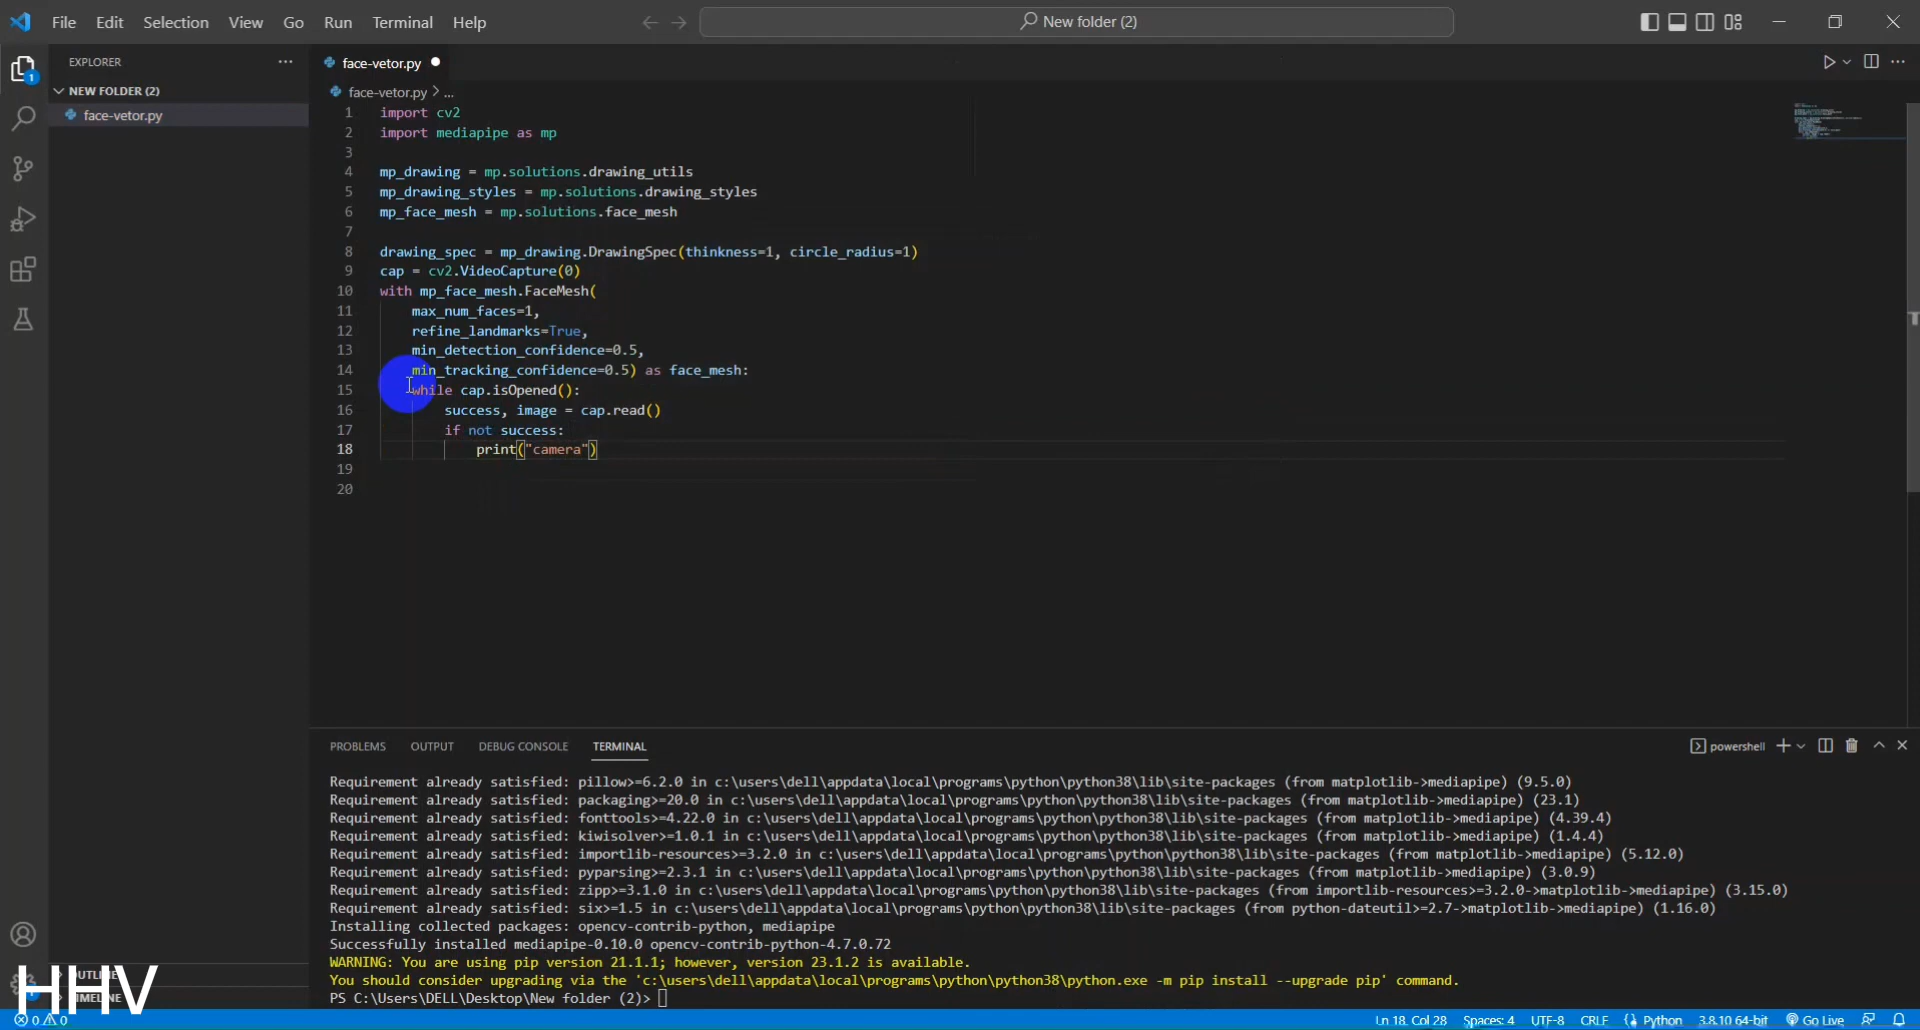 File Edit Selection View Go Run Terminal Help
New folder (2)
EXPLORER
NEW FOLDER (2)
face-vetor.py
1
face-vetor.py
face-vetor.py > ...
1 import cv2
2 import mediapipe as mp
3
4 mp_drawing = mp.solutions.drawing_utils
5 mp_drawing_styles = mp.solutions.drawing_styles
6 mp_face_mesh = mp.solutions.face_mesh
7
8 drawing_spec = mp_drawing.DrawingSpec(thinkness=1, circle_radius=1)
9 cap = cv2.VideoCapture(0)
10 with mp_face_mesh.FaceMesh(
11 max_num_faces=1,
12 refine_landmarks=True,
13 min_detection_confidence=0.5,
14 min_tracking_confidence=0.5) as face_mesh:
15 while cap.isOpened():
16 success, image = cap.read()
17 if not success:
18 print("camera")
19
20
PROBLEMS OUTPUT DEBUG CONSOLE TERMINAL
powershell
Requirement already satisfied: pillow>=6.2.0 in c:\users\dell\appdata\local\programs\python\python38\lib\site-packages (from matplotlib->mediapipe) (9.5.0)
Requirement already satisfied: packaging>=20.0 in c:\users\dell\appdata\local\programs\python\python38\lib\site-packages (from matplotlib->mediapipe) (23.1)
Requirement already satisfied: fonttools>=4.22.0 in c:\users\dell\appdata\local\programs\python\python38\lib\site-packages (from matplotlib->mediapipe) (4.39.4)
Requirement already satisfied: kiwisolver>=1.0.1 in c:\users\dell\appdata\local\programs\python\python38\lib\site-packages (from matplotlib->mediapipe) (1.4.4)
Requirement already satisfied: importlib-resources>=3.2.0 in c:\users\dell\appdata\local\programs\python\python38\lib\site-packages (from matplotlib->mediapipe) (5.12.0)
Requirement already satisfied: pyparsing>=2.3.1 in c:\users\dell\appdata\local\programs\python\python38\lib\site-packages (from matplotlib->mediapipe) (3.0.9)
Requirement already satisfied: zipp>=3.1.0 in c:\users\dell\appdata\local\programs\python\python38\lib\site-packages (from importlib-resources>=3.2.0->matplotlib->mediapipe) (3.15.0)
Requirement already satisfied: six>=1.5 in c:\users\dell\appdata\local\programs\python\python38\lib\site-packages (from python-dateutil>=2.7->matplotlib->mediapipe) (1.16.0)
Installing collected packages: opencv-contrib-python, mediapipe
Successfully installed mediapipe-0.10.0 opencv-contrib-python-4.7.0.72
WARNING: You are using pip version 21.1.1; however, version 23.1.2 is available.
You should consider upgrading via the 'c:\users\dell\appdata\local\programs\python\python38\python.exe -m pip install --upgrade pip' command.
PS C:\Users\DELL\Desktop\New folder (2)>
OUTLINE
TIMELINE
HHV
0 0
Ln 18, Col 28 Spaces: 4 UTF-8 CRLF Python 3.8.10 64-bit Go Live